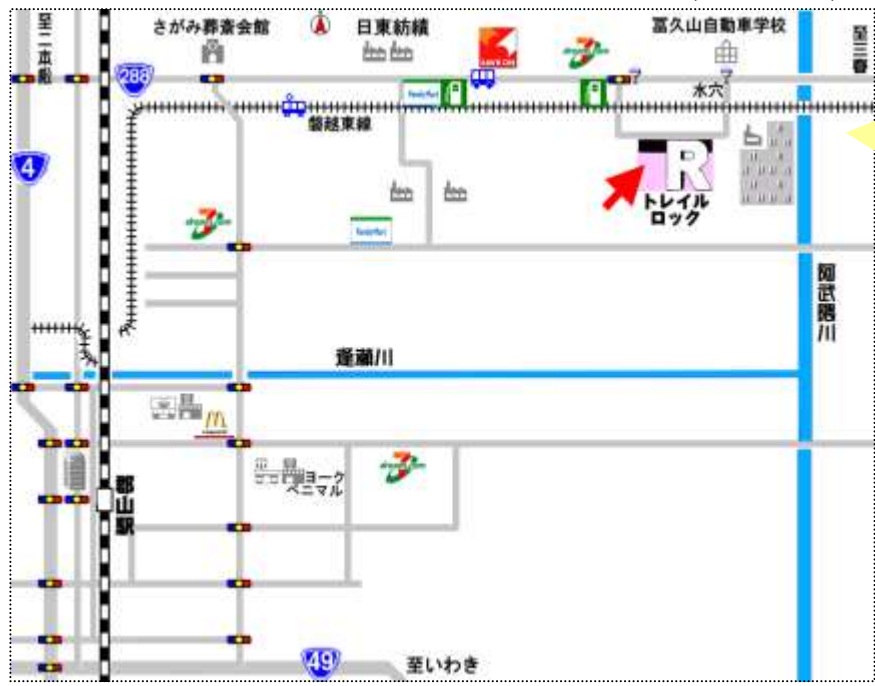 至二本松
さがみ葬斎会館
日東紡績
冨久山自動車学校
至三春
288
FamilyMart
水穴
磐越東線
4
R
トレイル
ロック
FamilyMart
阿武隈川
逢瀬川
ヨーク
ベニマル
郡山駅
49
至いわき